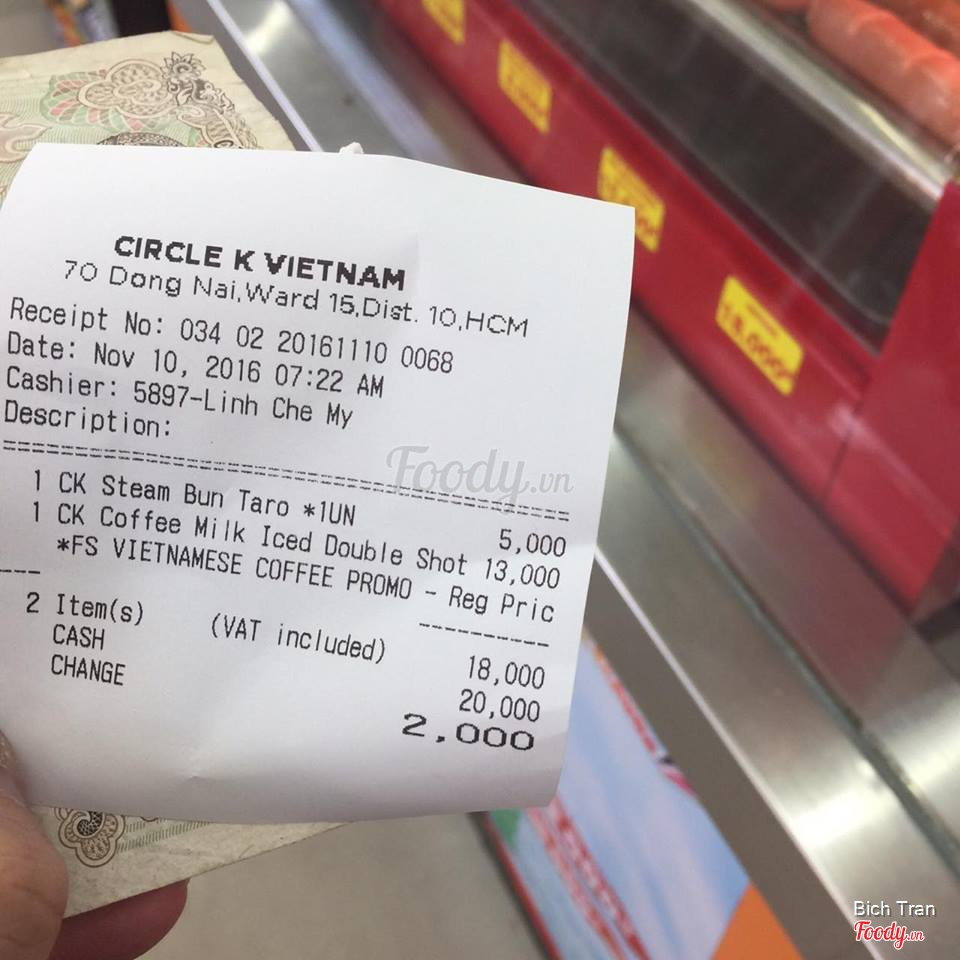 CIRCLE K VIETNAM
70 Dong Nai,Ward 15,Dist. 10,HCM
Receipt No: 034 02 20161110 0068
Date: Nov 10, 2016 07:22 AM
Cashier: 5897-Linh Che My
Description:
1 CK Steam Bun Taro *1UN 5,000
1 CK Coffee Milk Iced Double Shot 13,000
*FS VIETNAMESE COFFEE PROMO - Reg Pric
2 Item(s) (VAT included) 18,000
CASH 20,000
CHANGE 2,000
Foody.vn
Bich Tran
Foody.vn